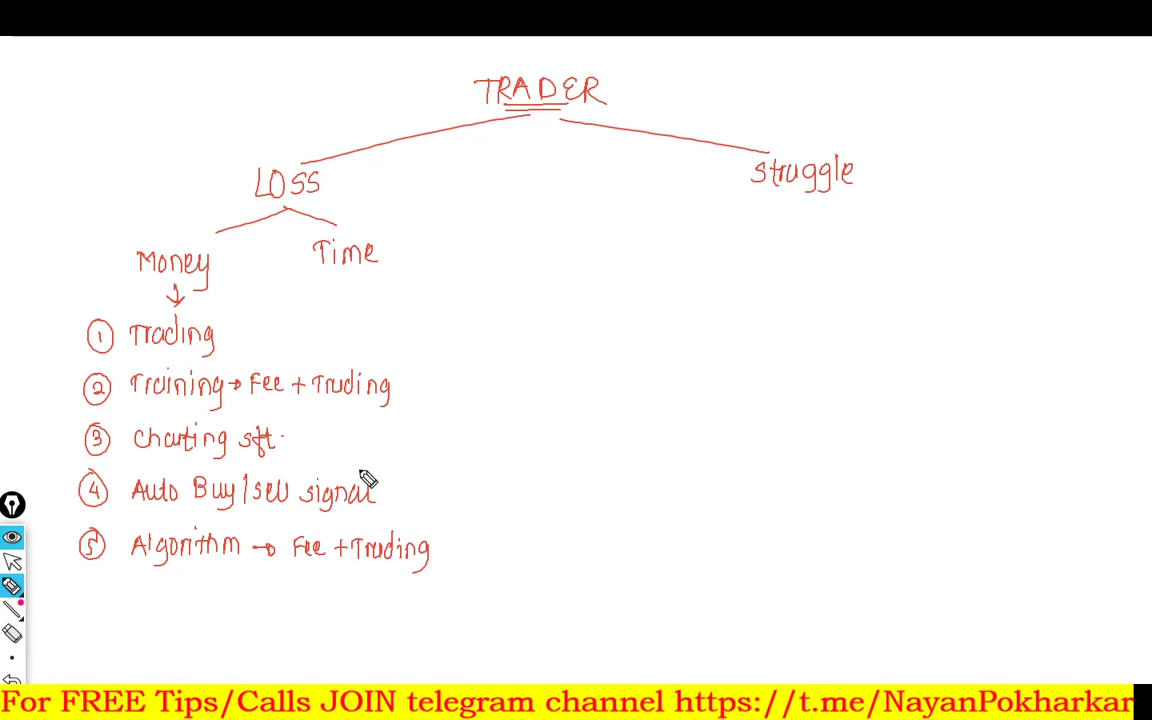 TRADER
LOSS
Struggle
Money
Time
1 Trading
2 Training → Fee + Trading
3 Charting sft.
4 Auto Buy/sell signal
5 Algorithm → Fee + Trading
For FREE Tips/Calls JOIN telegram channel https://t.me/NayanPokharkar